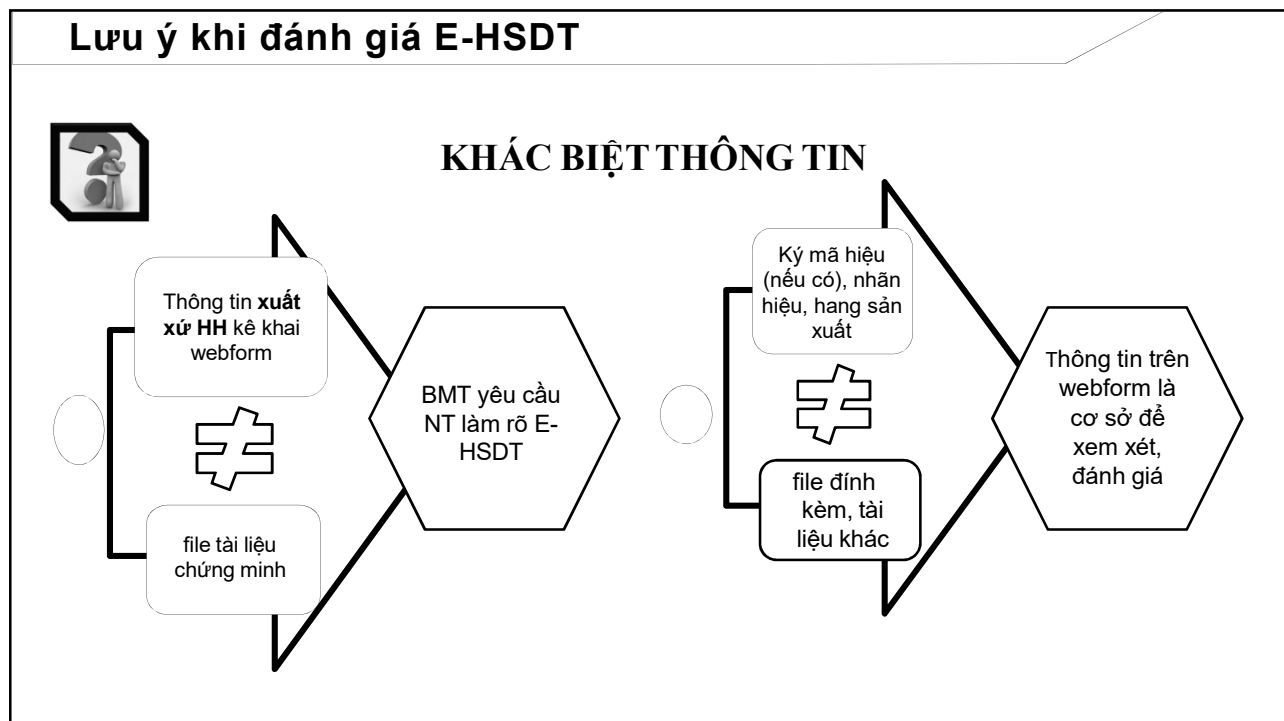 Lưu ý khi đánh giá E-HSDT
KHÁC BIỆT THÔNG TIN
Thông tin xuất
xứ HH kê khai
webform
file tài liệu
chứng minh
BMT yêu cầu
NT làm rõ E-
HSDT
Ký mã hiệu
(nếu có), nhãn
hiệu, hang sản
xuất
file đính
kèm, tài
liệu khác
Thông tin trên
webform là
cơ sở để
xem xét,
đánh giá